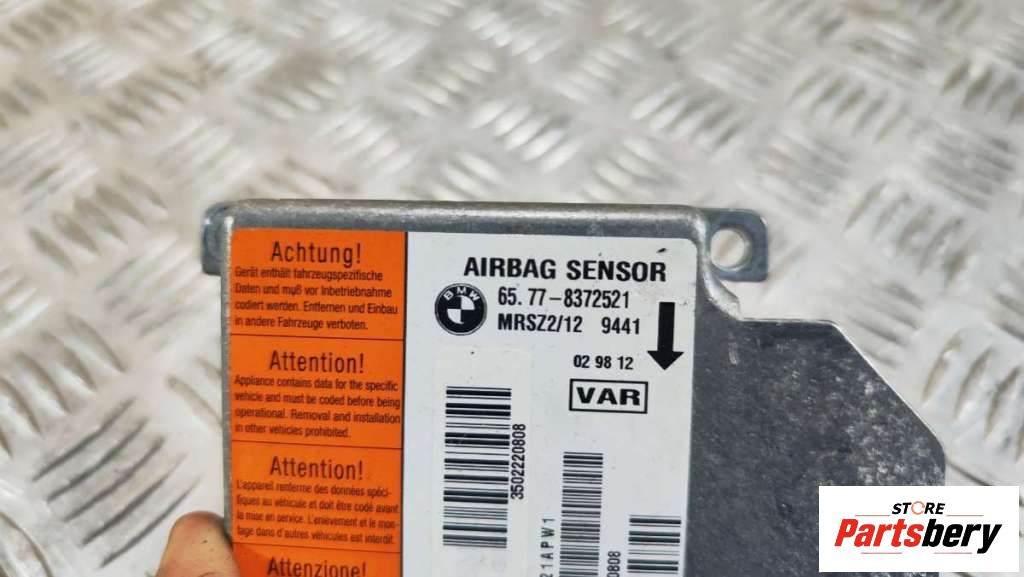 Achtung!
Gerät enthält fahrzeugspezifische
Daten und muß vor Inbetriebnahme
codiert werden. Entfernen und Einbau
in andere Fahrzeuge verboten.
Attention!
Appliance contains data for the specific
vehicle and must be coded before being
operational. Removal and installation
in other vehicles prohibited.
Attention!
L'appareil renferme des données spéci-
fiques au véhicule et doit être codé avant
la mise en service. L'enlèvement et le mon-
tage dans d'autres véhicules est interdit.
Attenzione!
AIRBAG SENSOR
BMW
65.77-8372521
MRSZ2/12 9441
02 98 12
VAR
3502220808
21APW1
0808
STORE
Partsbery